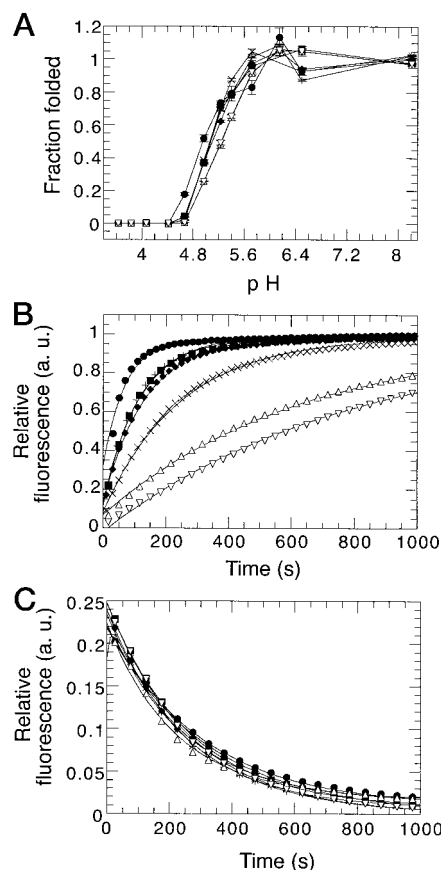 A
Fraction folded
1.2
1
0.8
0.6
0.4
0.2
0
4 4.8 5.6 6.4 7.2 8
p H
B
Relative
fluorescence (a. u.)
1
0.8
0.6
0.4
0.2
0
0 200 400 600 800 1000
Time (s)
C
Relative
fluorescence (a. u.)
0.25
0.2
0.15
0.1
0.05
0
0 200 400 600 800 1000
Time (s)